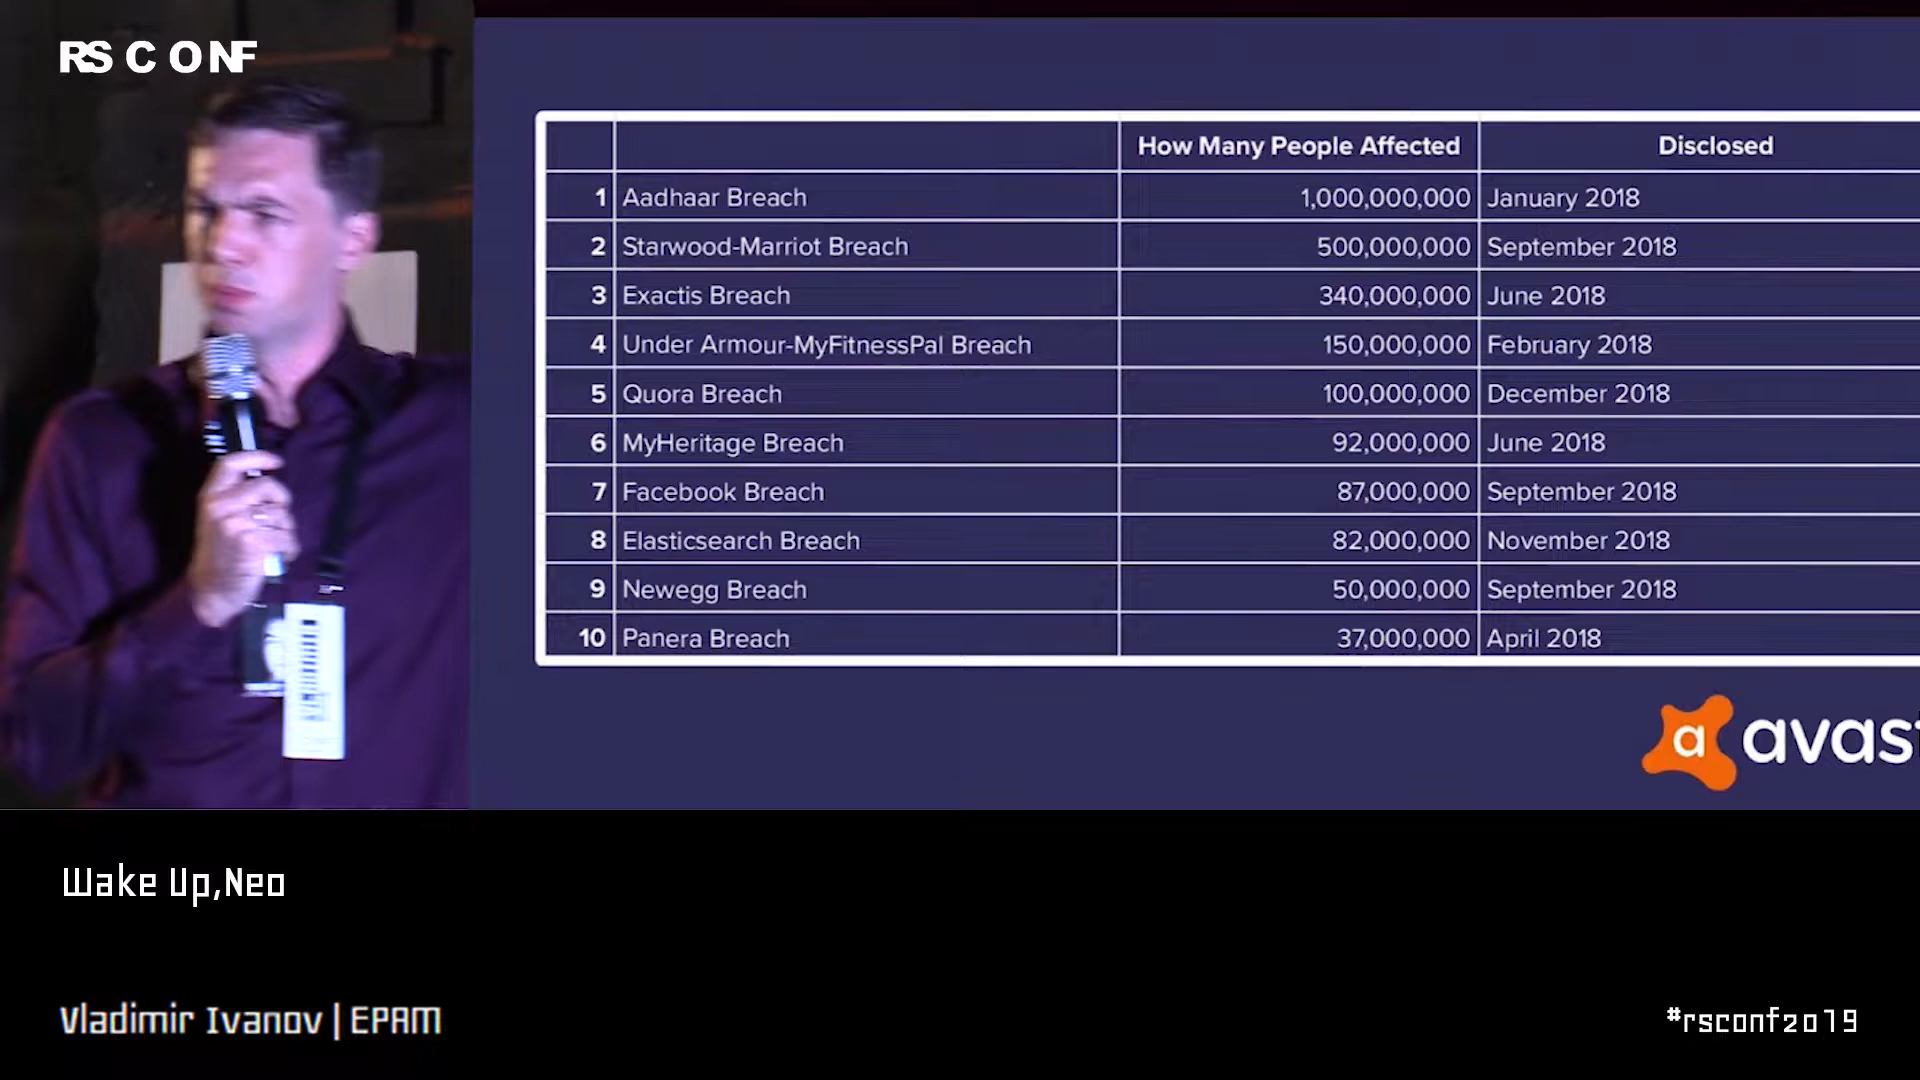 RS CONF
How Many People Affected Disclosed
1 Aadhaar Breach 1,000,000,000 January 2018
2 Starwood-Marriot Breach 500,000,000 September 2018
3 Exactis Breach 340,000,000 June 2018
4 Under Armour-MyFitnessPal Breach 150,000,000 February 2018
5 Quora Breach 100,000,000 December 2018
6 MyHeritage Breach 92,000,000 June 2018
7 Facebook Breach 87,000,000 September 2018
8 Elasticsearch Breach 82,000,000 November 2018
9 Newegg Breach 50,000,000 September 2018
10 Panera Breach 37,000,000 April 2018
a avast
Wake Up,Neo
Vladimir Ivanov | EPAM
#rsconf2019